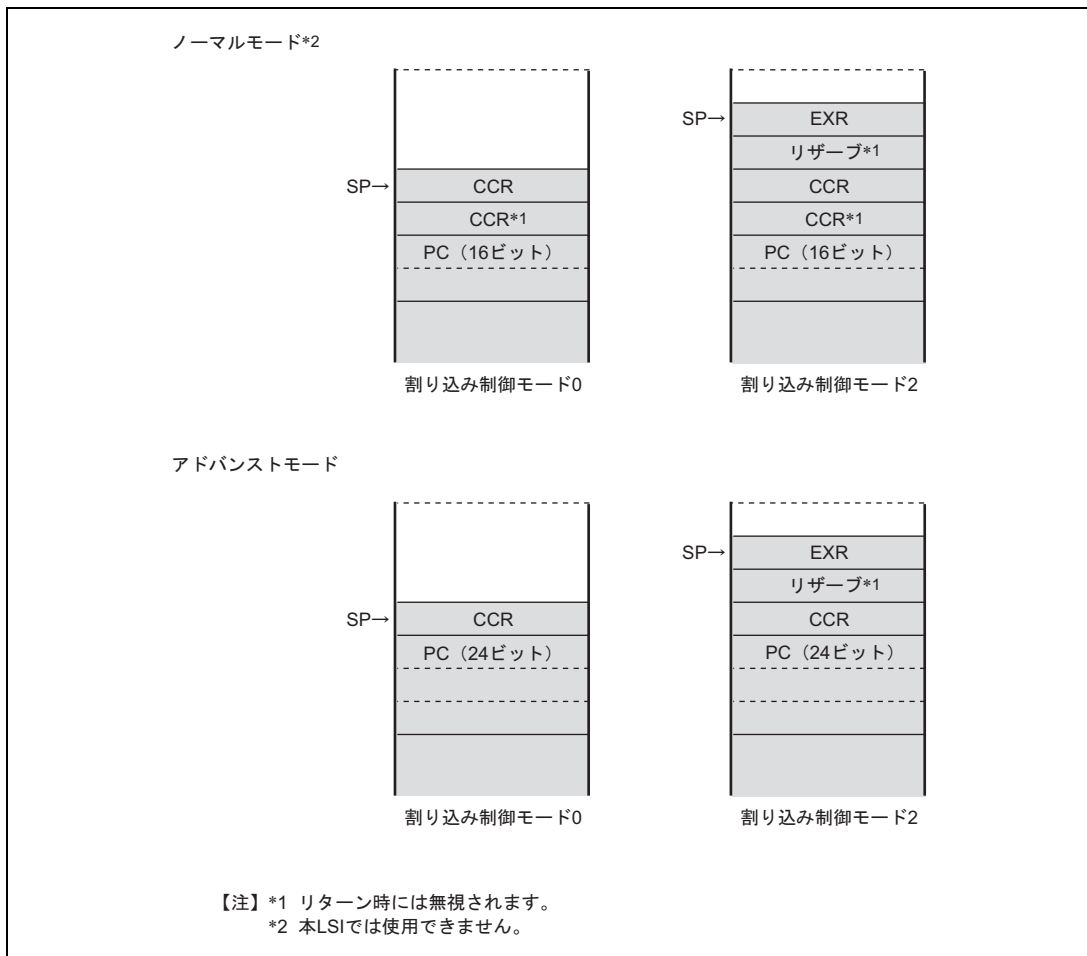 ノーマルモード*2
SP→
CCR
CCR*1
PC（16ビット）
割り込み制御モード0
SP→
EXR
リザーブ*1
CCR
CCR*1
PC（16ビット）
割り込み制御モード2
アドバンストモード
SP→
CCR
PC（24ビット）
割り込み制御モード0
SP→
EXR
リザーブ*1
CCR
PC（24ビット）
割り込み制御モード2
【注】*1 リターン時には無視されます。
*2 本LSIでは使用できません。